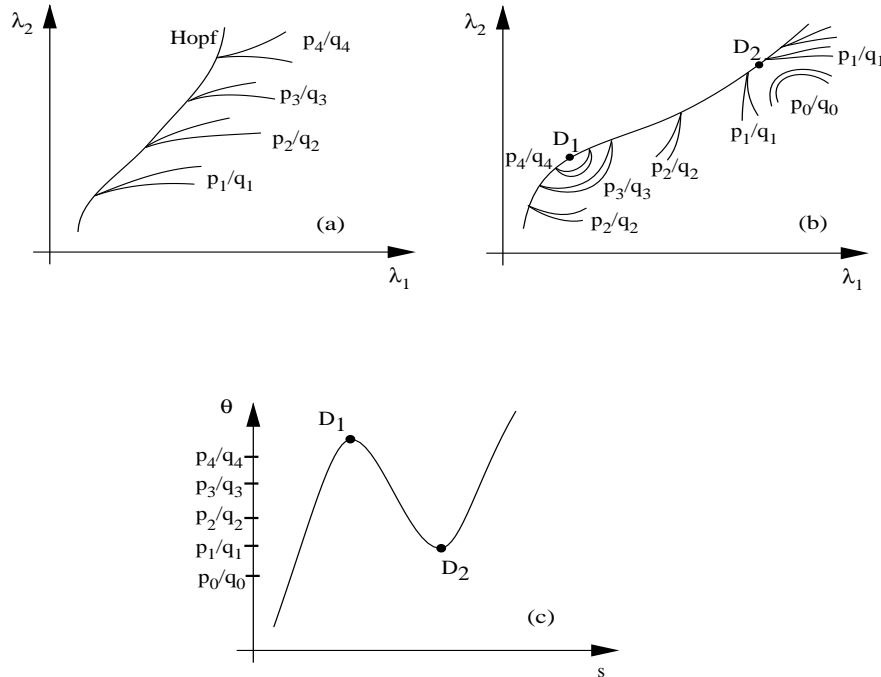 λ2
Hopf
p4/q4
p3/q3
p2/q2
p1/q1
(a)
λ1
λ2
D2
p1/q1
p0/q0
p1/q1
D1
p4/q4
p3/q3
p2/q2
p2/q2
(b)
λ1
θ
D1
p4/q4
p3/q3
p2/q2
p1/q1
p0/q0
D2
(c)
s